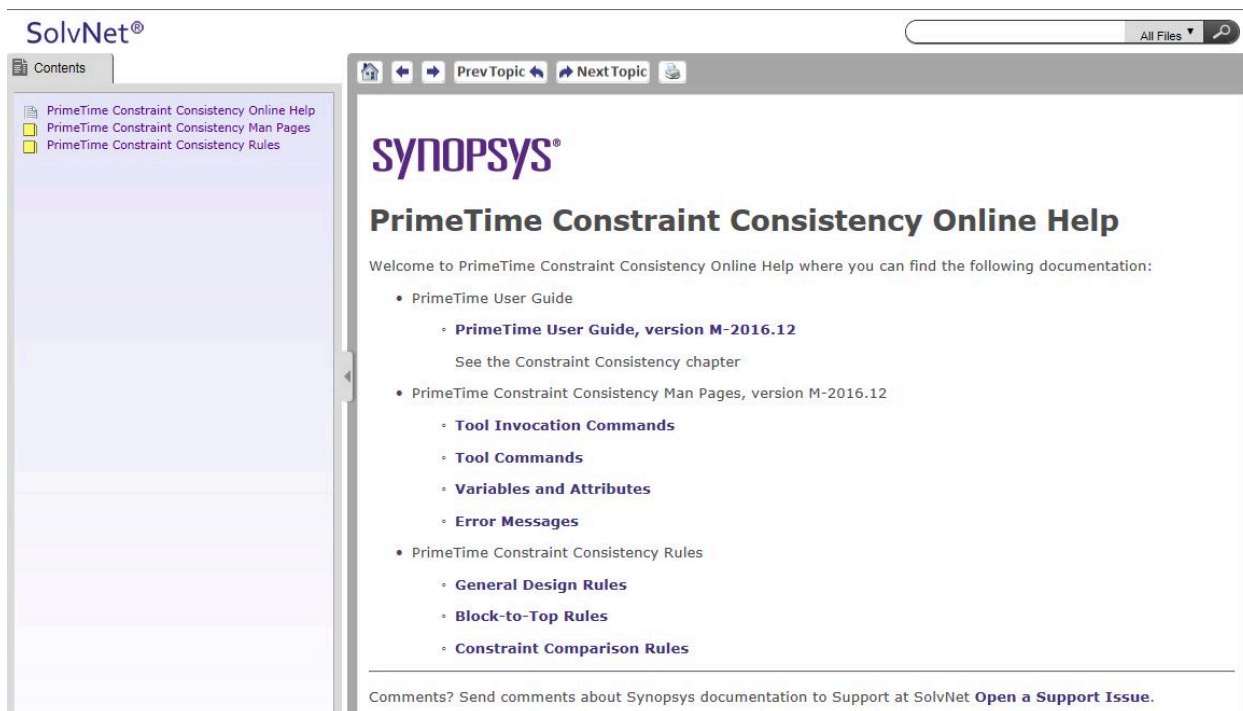 SolvNet®
All Files
Contents
Prev Topic
Next Topic
PrimeTime Constraint Consistency Online Help
PrimeTime Constraint Consistency Man Pages
PrimeTime Constraint Consistency Rules
SYNOPSYS®
PrimeTime Constraint Consistency Online Help
Welcome to PrimeTime Constraint Consistency Online Help where you can find the following documentation:
• PrimeTime User Guide
◦ PrimeTime User Guide, version M-2016.12
See the Constraint Consistency chapter
• PrimeTime Constraint Consistency Man Pages, version M-2016.12
◦ Tool Invocation Commands
◦ Tool Commands
◦ Variables and Attributes
◦ Error Messages
• PrimeTime Constraint Consistency Rules
◦ General Design Rules
◦ Block-to-Top Rules
◦ Constraint Comparison Rules
Comments? Send comments about Synopsys documentation to Support at SolvNet Open a Support Issue.